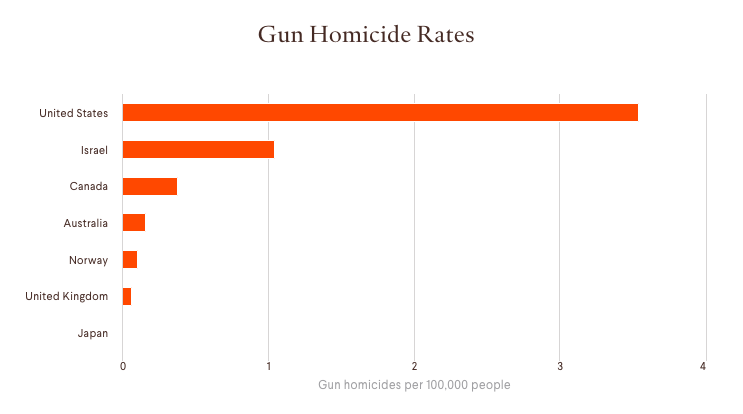 Gun Homicide Rates
United States
Israel
Canada
Australia
Norway
United Kingdom
Japan
0 1 2 3 4
Gun homicides per 100,000 people